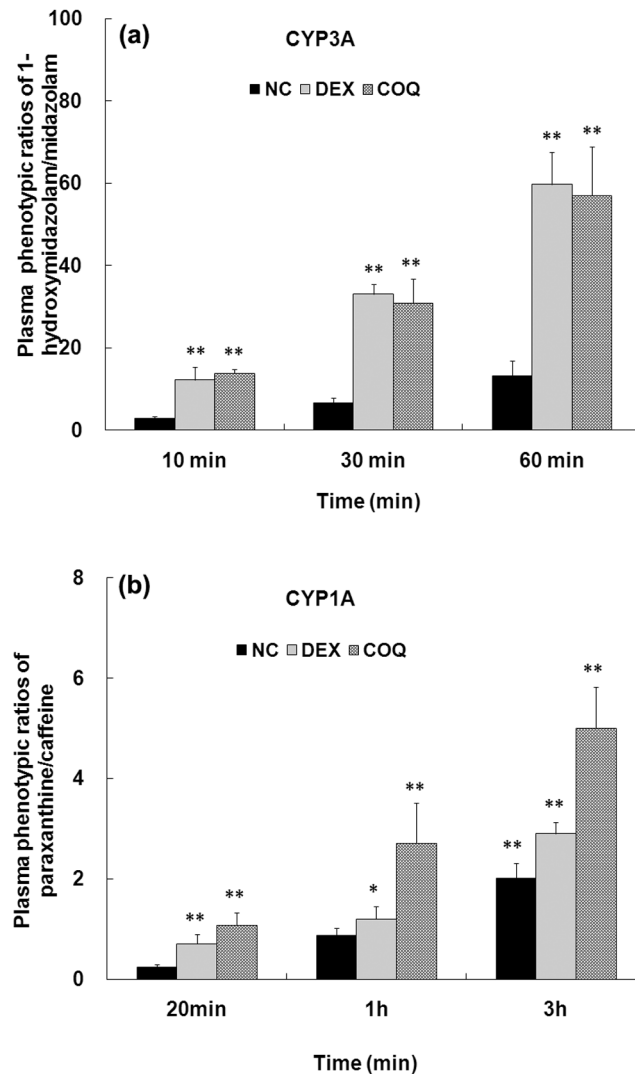 (a)
CYP3A
NC DEX COQ
Plasma phenotypic ratios of 1-
hydroxymidazolam/midazolam
100
80
60
40
20
0
** **
** **
** **
10 min 30 min 60 min
Time (min)
(b)
CYP1A
NC DEX COQ
Plasma phenotypic ratios of
paraxanthine/caffeine
8
6
4
2
0
** **
* **
** ** **
20min 1h 3h
Time (min)